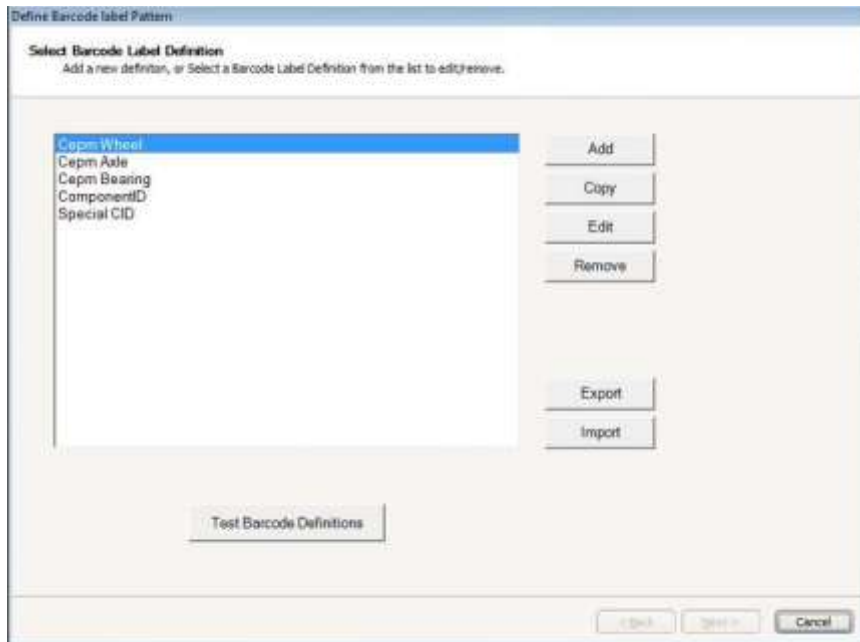 Define Barcode label Pattern
Select Barcode Label Definition
Add a new definiton, or Select a Barcode Label Definition from the list to edit/remove.
Cepm Wheel
Cepm Axle
Cepm Bearing
ComponentID
Special CID
Add
Copy
Edit
Remove
Export
Import
Test Barcode Definitions
< Back
Next >
Cancel